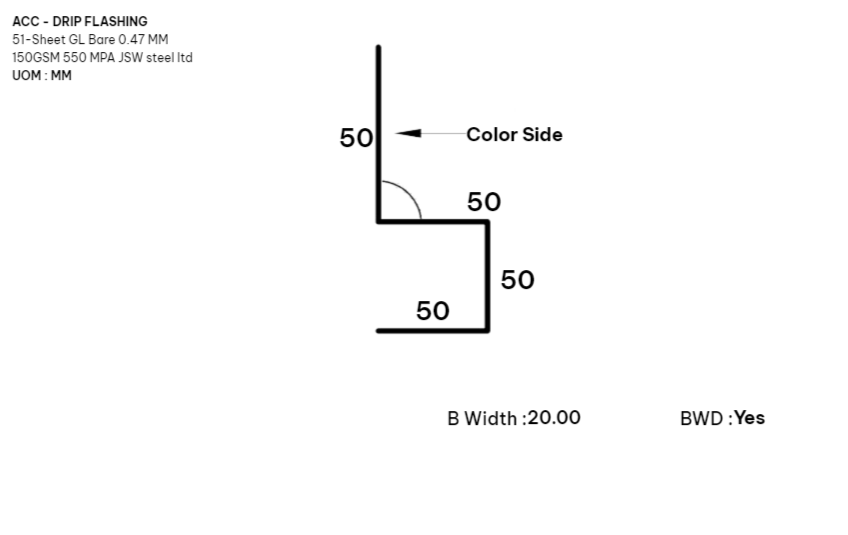 ACC - DRIP FLASHING
51-Sheet GL Bare 0.47 MM
150GSM 550 MPA JSW steel ltd
UOM : MM
50
Color Side
50
50
50
B Width :20.00
BWD :Yes